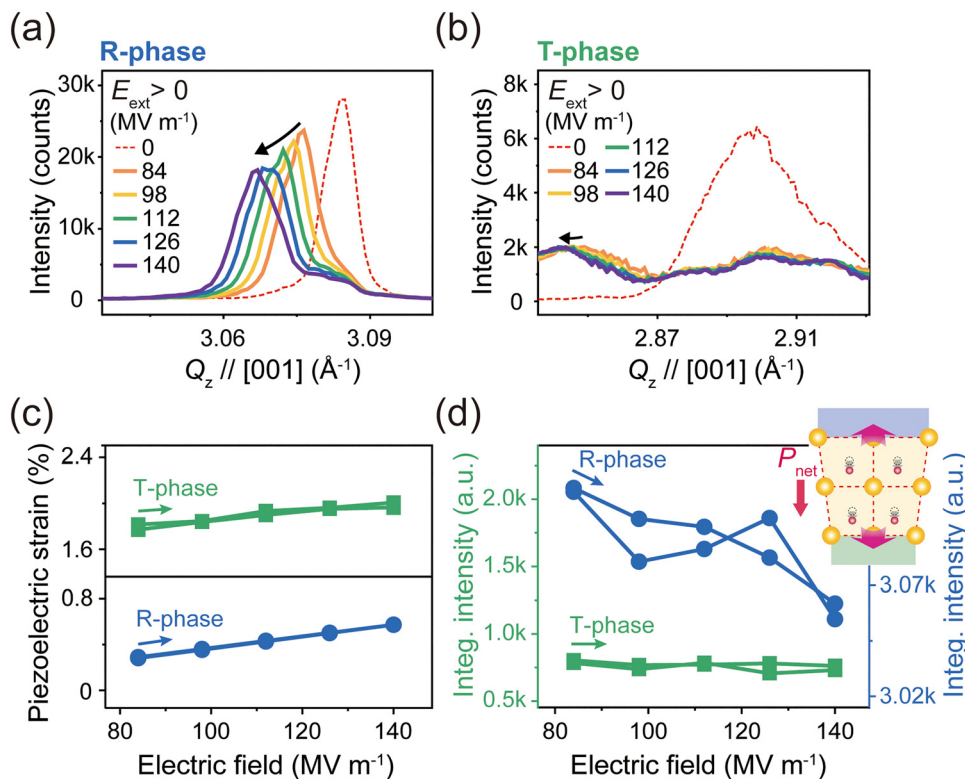 (a)
R-phase
E_ext > 0
(MV m⁻¹)
0
84
98
112
126
140
30k
20k
10k
0
Intensity (counts)
3.06
3.09
Q_z // [001] (Å⁻¹)
(b)
T-phase
E_ext > 0
(MV m⁻¹)
0
84
98
112
126
140
8k
6k
4k
2k
0
Intensity (counts)
2.87
2.91
Q_z // [001] (Å⁻¹)
(c)
Piezoelectric strain (%)
2.4
1.6
0.8
0
T-phase
R-phase
80
100
120
140
Electric field (MV m⁻¹)
(d)
Integ. intensity (a.u.)
2.0k
1.5k
1.0k
0.5k
R-phase
T-phase
P_net
3.07k
3.02k
Integ. intensity (a.u.)
80
100
120
140
Electric field (MV m⁻¹)